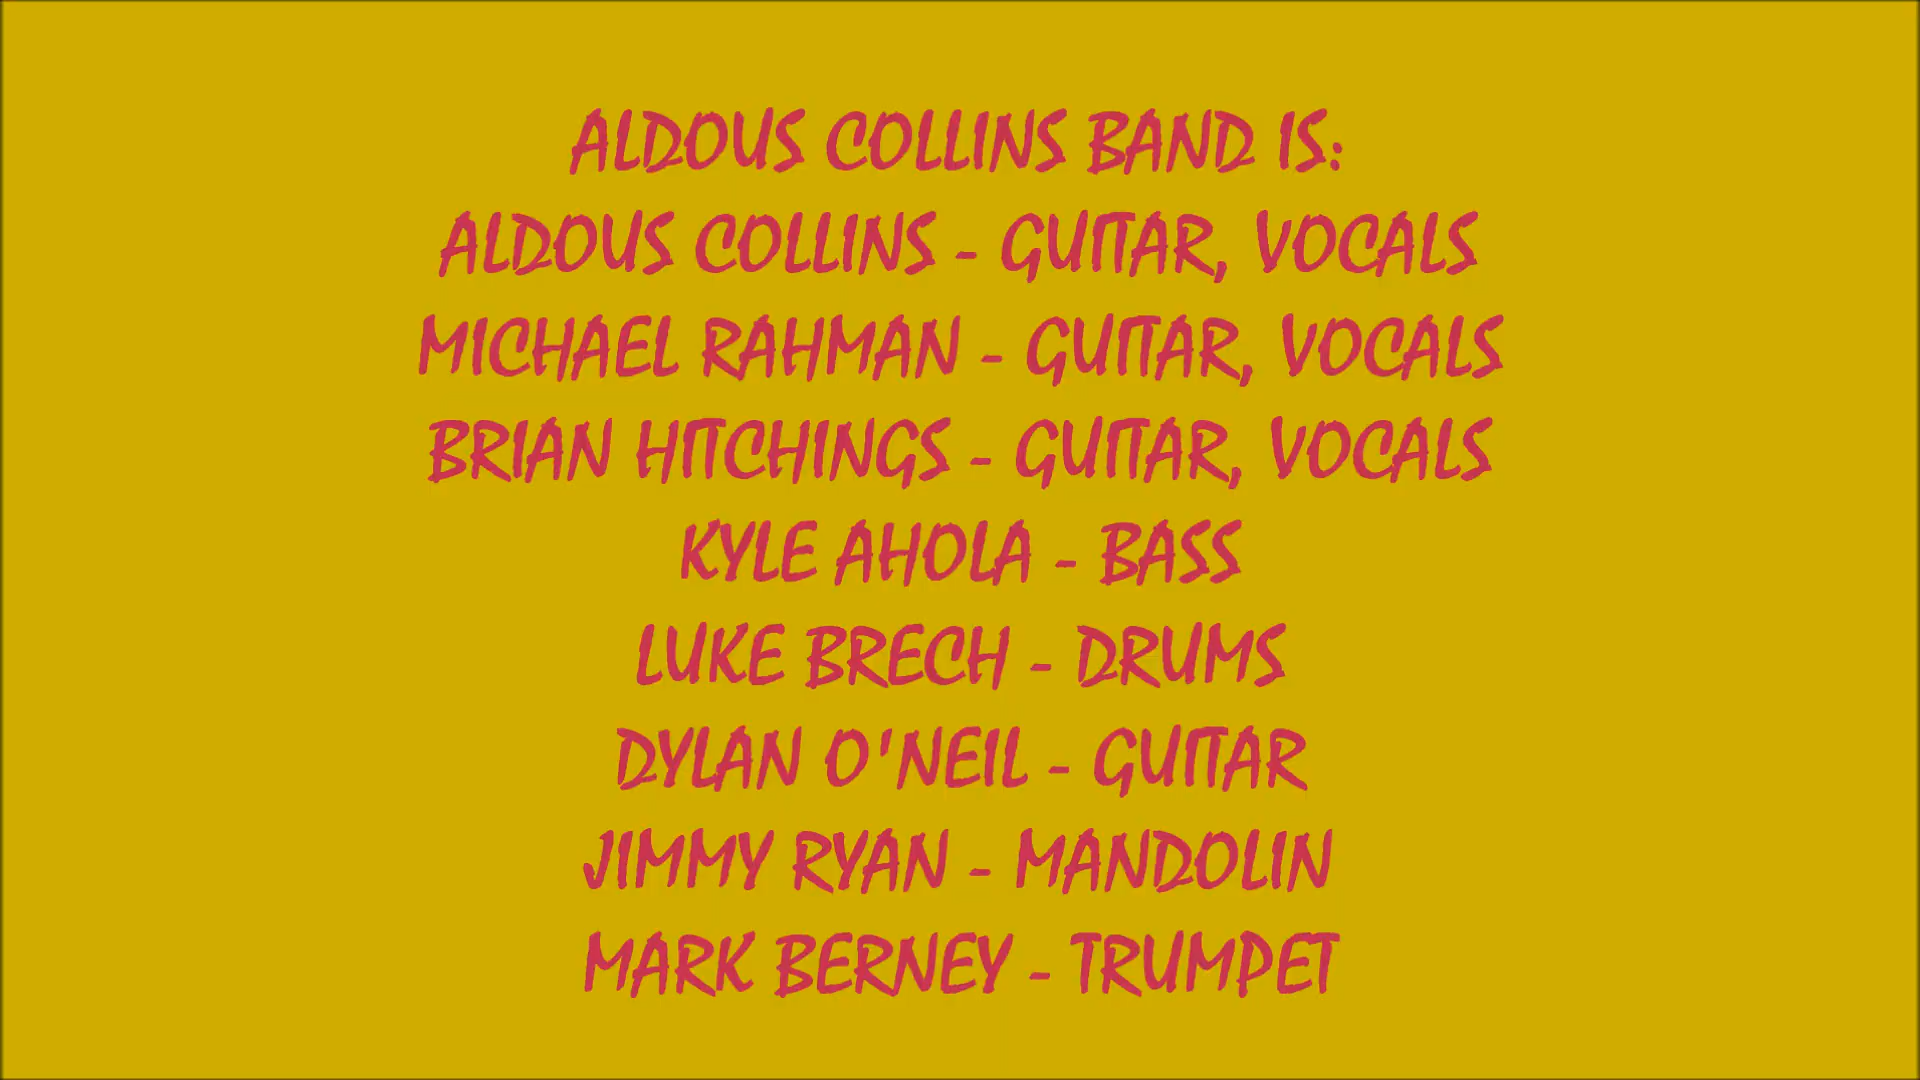 ALDOUS COLLINS BAND IS:
ALDOUS COLLINS - GUITAR, VOCALS
MICHAEL RAHMAN - GUITAR, VOCALS
BRIAN HITCHINGS - GUITAR, VOCALS
KYLE AHOLA - BASS
LUKE BRECH - DRUMS
DYLAN O'NEIL - GUITAR
JIMMY RYAN - MANDOLIN
MARK BERNEY - TRUMPET